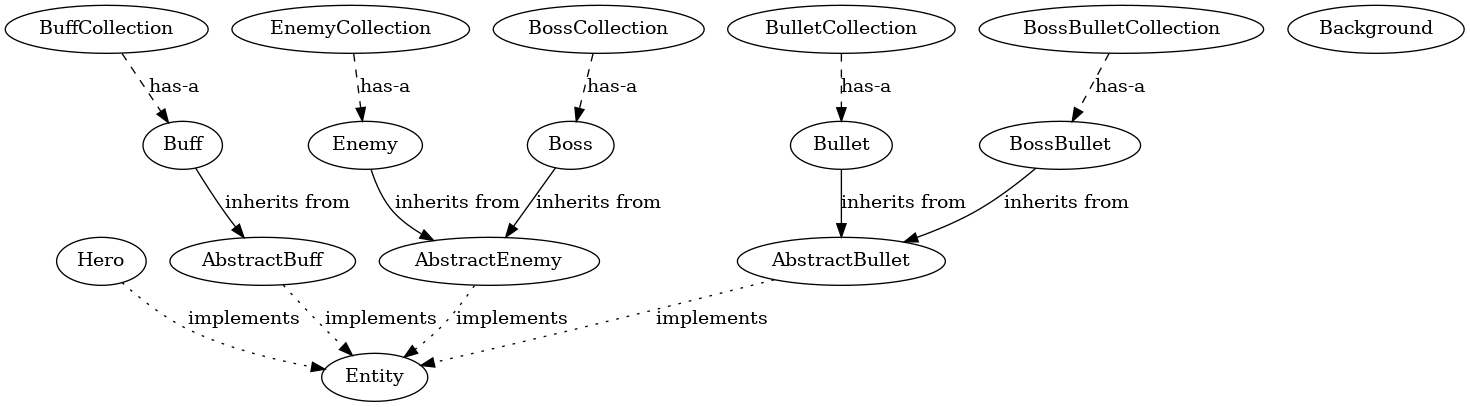 BuffCollection
EnemyCollection
BossCollection
BulletCollection
BossBulletCollection
Background
has-a
has-a
has-a
has-a
has-a
Buff
Enemy
Boss
Bullet
BossBullet
inherits from
inherits from
inherits from
inherits from
inherits from
Hero
AbstractBuff
AbstractEnemy
AbstractBullet
implements
implements
implements
implements
Entity